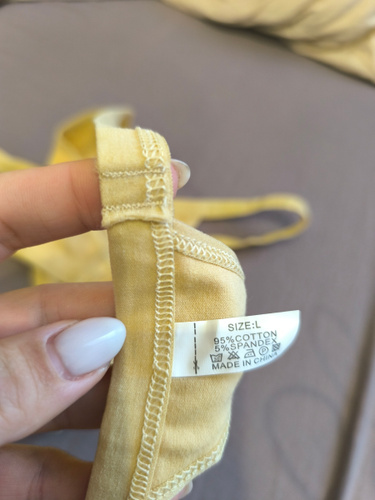 SIZE:L
95%COTTON
5%SPANDEX
MADE IN CHINA